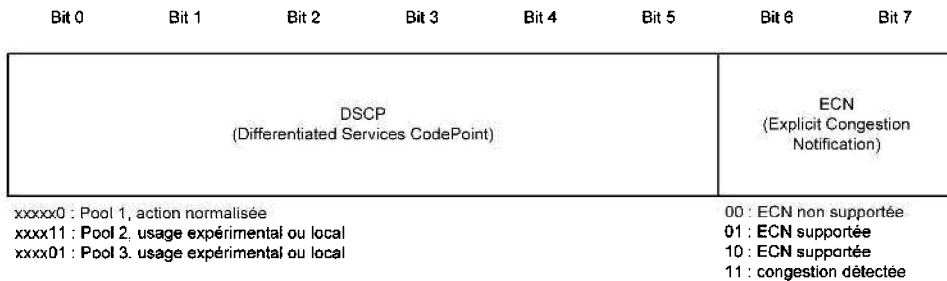 Bit 0 Bit 1 Bit 2 Bit 3 Bit 4 Bit 5 Bit 6 Bit 7
DSCP
(Differentiated Services CodePoint)
ECN
(Explicit Congestion
Notification)
xxxxx0 : Pool 1, action normalisée
xxxx11 : Pool 2, usage expérimental ou local
xxxx01 : Pool 3, usage expérimental ou local
00 : ECN non supportée
01 : ECN supportée
10 : ECN supportée
11 : congestion détectée